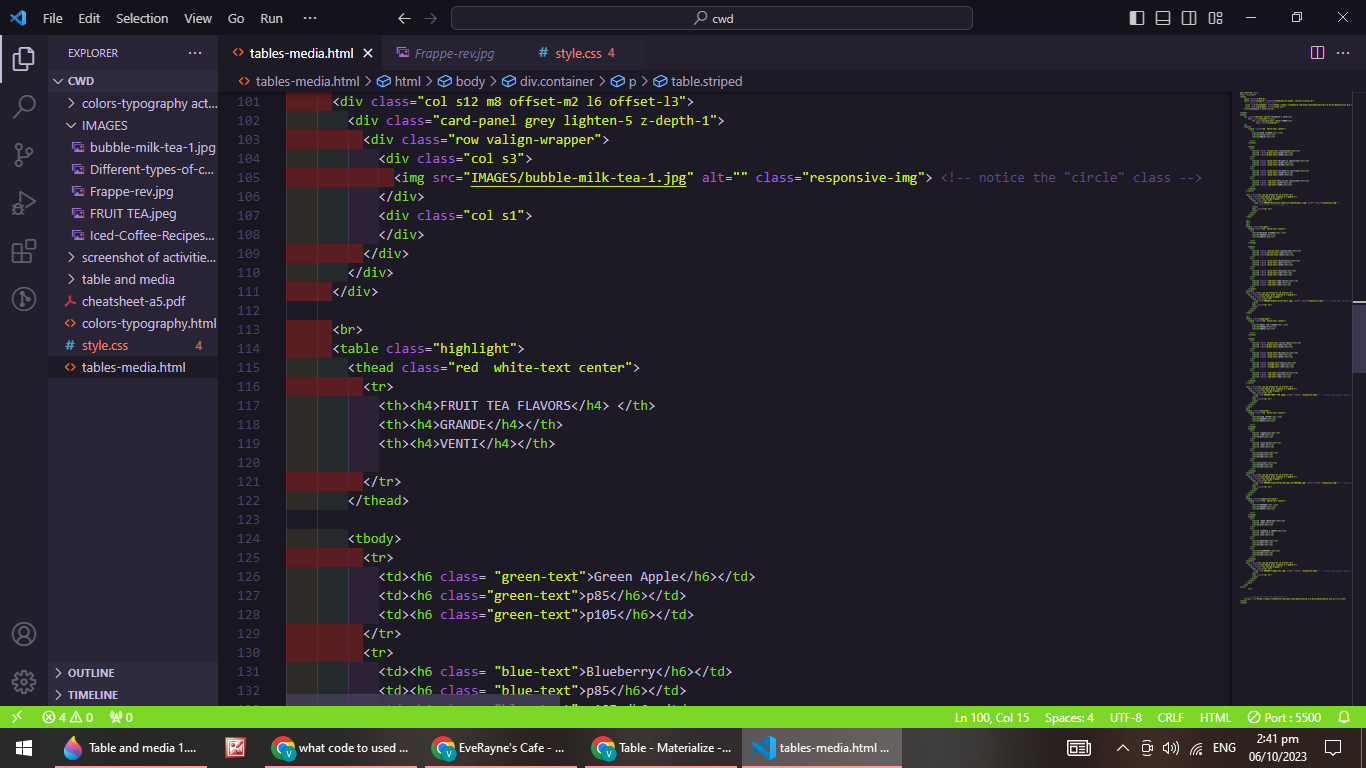 File Edit Selection View Go Run ··· cwd
EXPLORER ···
tables-media.html Frappe-rev.jpg # style.css 4 ···
CWD
tables-media.html > html > body > div.container > p > table.striped
colors-typography act...
IMAGES
bubble-milk-tea-1.jpg
Different-types-of-c...
Frappe-rev.jpg
FRUIT TEA.jpeg
Iced-Coffee-Recipes...
screenshot of activitie...
table and media
cheatsheet-a5.pdf
colors-typography.html
# style.css 4
tables-media.html
OUTLINE
TIMELINE
101 <div class="col s12 m8 offset-m2 l6 offset-l3">
102 <div class="card-panel grey lighten-5 z-depth-1">
103 <div class="row valign-wrapper">
104 <div class="col s3">
105 <img src="IMAGES/bubble-milk-tea-1.jpg" alt="" class="responsive-img"> <!-- notice the "circle" class -->
106 </div>
107 <div class="col s1">
108 </div>
109 </div>
110 </div>
111 </div>
112
113 <br>
114 <table class="highlight">
115 <thead class="red  white-text center">
116 <tr>
117 <th><h4>FRUIT TEA FLAVORS</h4> </th>
118 <th><h4>GRANDE</h4></th>
119 <th><h4>VENTI</h4></th>
120
121 </tr>
122 </thead>
123
124 <tbody>
125 <tr>
126 <td><h6 class= "green-text">Green Apple</h6></td>
127 <td><h6 class= "green-text">p85</h6></td>
128 <td><h6 class= "green-text">p105</h6></td>
129 </tr>
130 <tr>
131 <td><h6 class= "blue-text">Blueberry</h6></td>
132 <td><h6 class= "blue-text">p85</h6></td>
4 0 0 Ln 100, Col 15 Spaces: 4 UTF-8 CRLF HTML Port : 5500
Table and media 1.... what code to used ... EveRayne's Cafe - ... Table - Materialize -... tables-media.html ... ENG 2:41 pm
06/10/2023